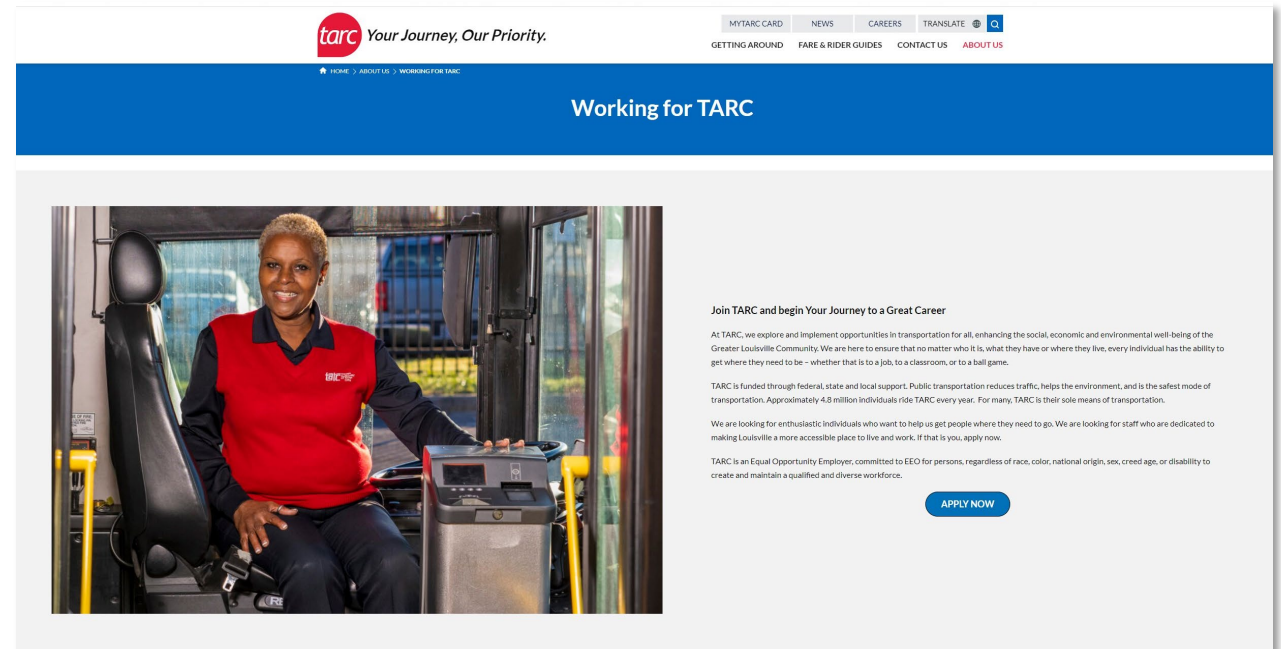 tarc Your Journey, Our Priority.
MYTARC CARD NEWS CAREERS TRANSLATE
GETTING AROUND FARE & RIDER GUIDES CONTACT US ABOUT US
HOME > ABOUT US > WORKING FOR TARC
Working for TARC
tarc
Join TARC and begin Your Journey to a Great Career
At TARC, we explore and implement opportunities in transportation for all, enhancing the social, economic and environmental well-being of the
Greater Louisville Community. We are here to ensure that no matter who it is, what they have or where they live, every individual has the ability to
get where they need to be – whether that is to a job, to a classroom, or to a ball game.
TARC is funded through federal, state and local support. Public transportation reduces traffic, helps the environment, and is the safest mode of
transportation. Approximately 4.8 million individuals ride TARC every year. For many, TARC is their sole means of transportation.
We are looking for enthusiastic individuals who want to help us get people where they need to go. We are looking for staff who are dedicated to
making Louisville a more accessible place to live and work. If that is you, apply now.
TARC is an Equal Opportunity Employer, committed to EEO for persons, regardless of race, color, national origin, sex, creed age, or disability to
create and maintain a qualified and diverse workforce.
APPLY NOW